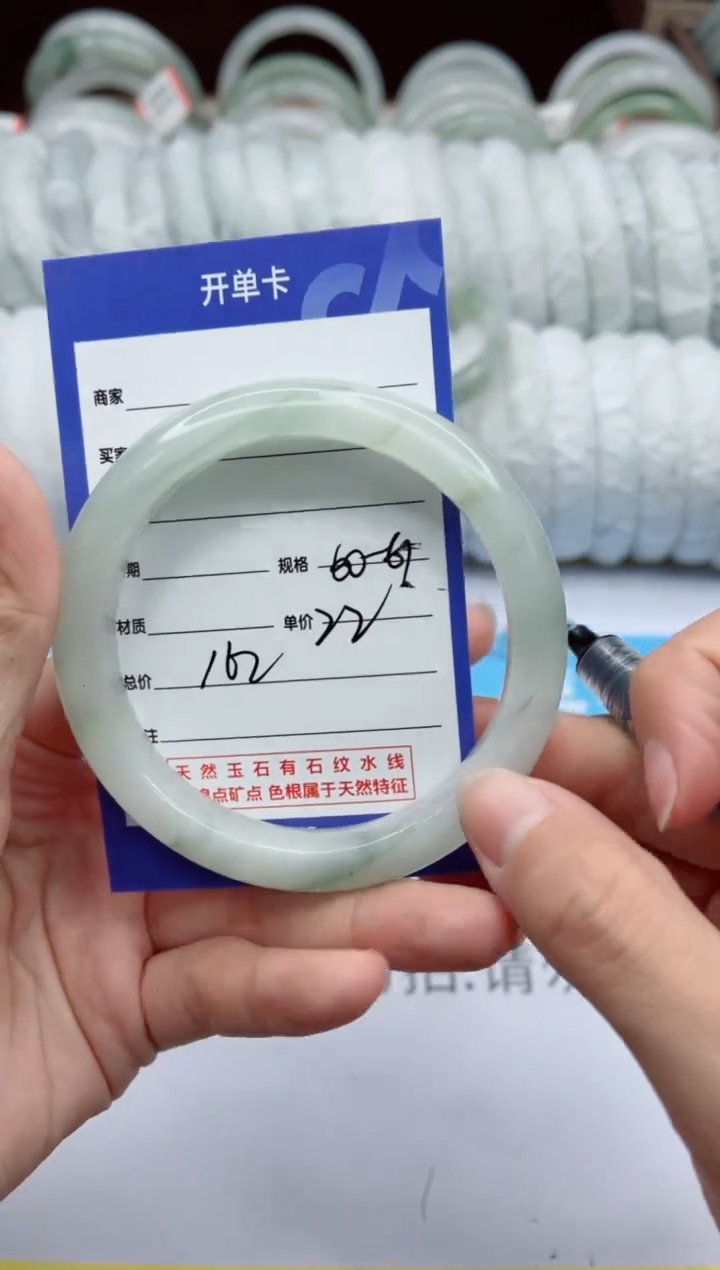 开单卡
商家
买家
期 规格 60-61
材质 单价 22
总价 162
注
天然玉石有石纹水线
点矿点 色根属于天然特征